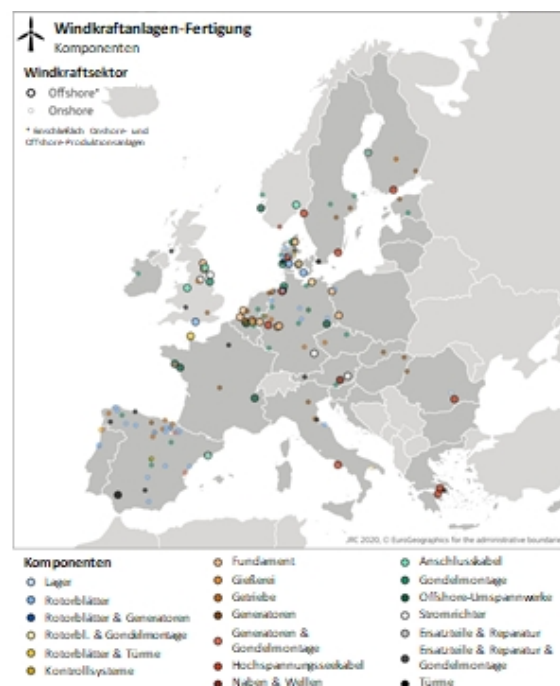 Windkraftanlagen-Fertigung
Komponenten
Windkraftsektor
Offshore*
Onshore
* Einschließlich Onshore- und
Offshore-Produktionsanlagen
JRC 2020, © EuroGeographics for the administrative boundaries
Komponenten
Lager
Rotorblätter
Rotorblätter & Generatoren
Rotorbl. & Gondelmontage
Rotorblätter & Türme
Kontrollsysteme
Fundament
Gießerei
Getriebe
Generatoren
Generatoren &
Gondelmontage
Hochspannungsseekabel
Naben & Wellen
Anschlusskabel
Gondelmontage
Offshore-Umspannwerke
Stromrichter
Ersatzteile & Reparatur
Ersatzteile & Reparatur &
Gondelmontage
Türme